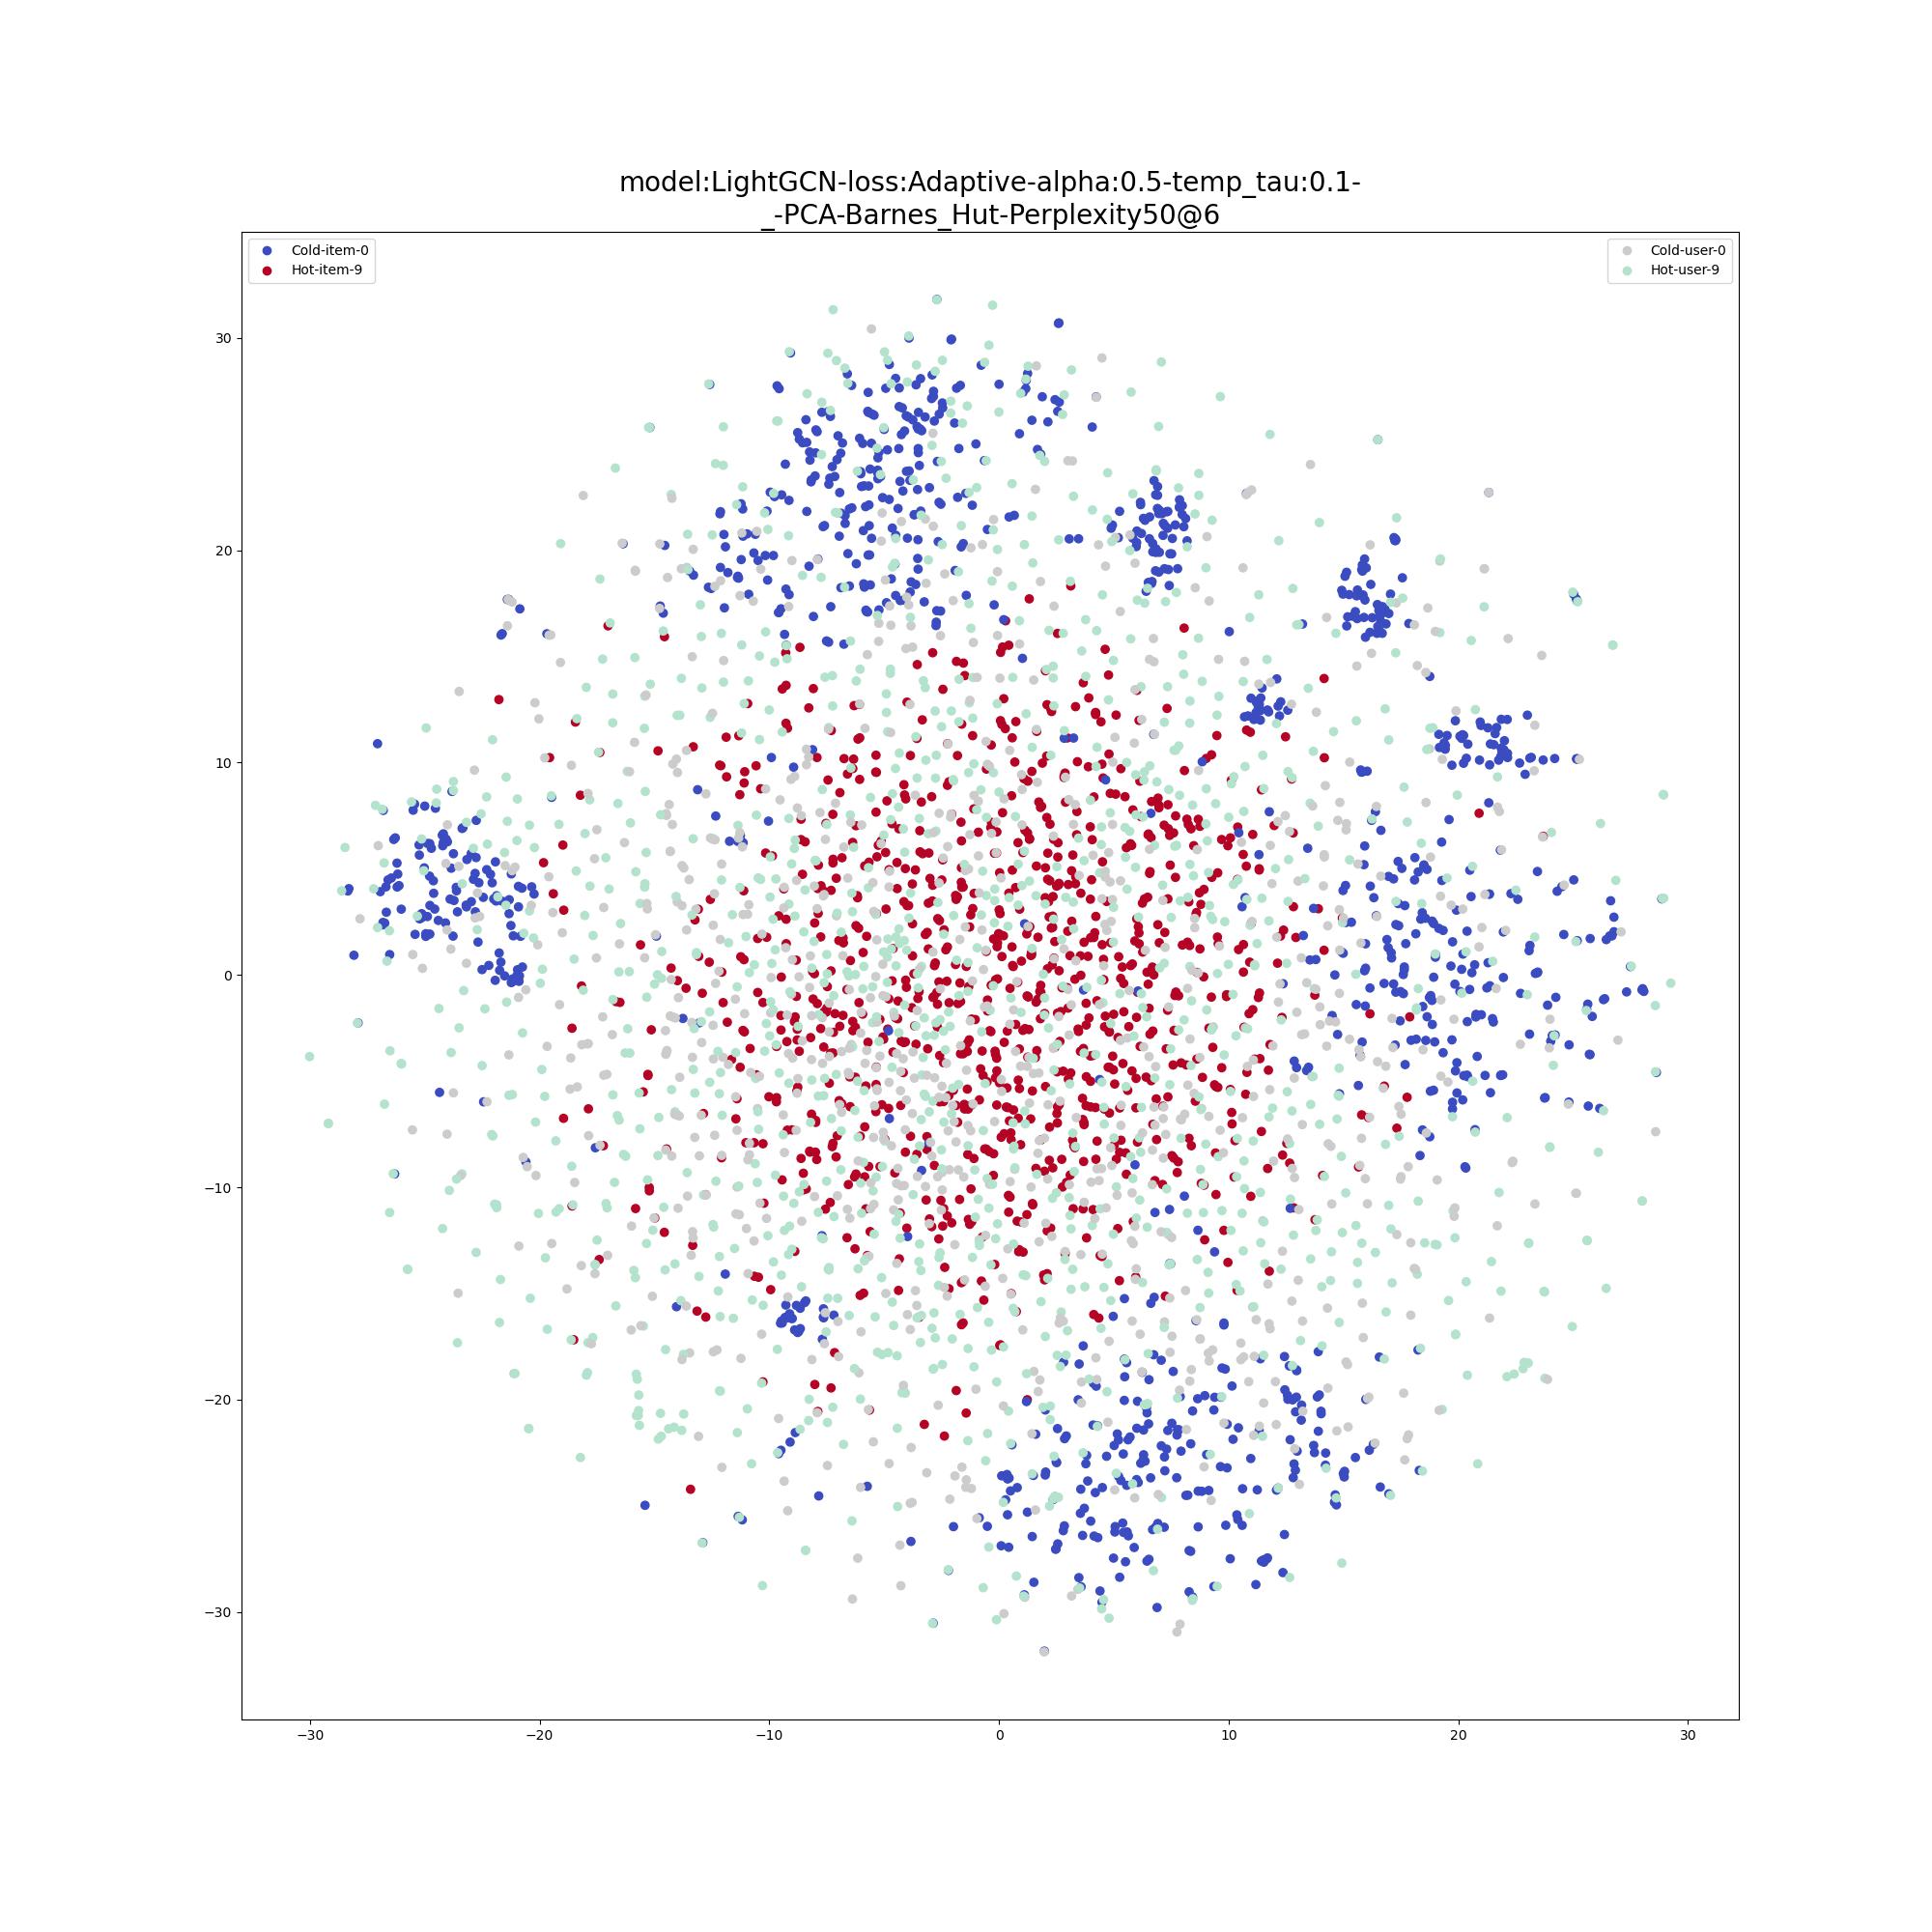 model:LightGCN-loss:Adaptive-alpha:0.5-temp_tau:0.1-
_-PCA-Barnes_Hut-Perplexity50@6
Cold-item-0
Hot-item-9
Cold-user-0
Hot-user-9
30
20
10
0
−10
−20
−30
−30
−20
−10
0
10
20
30